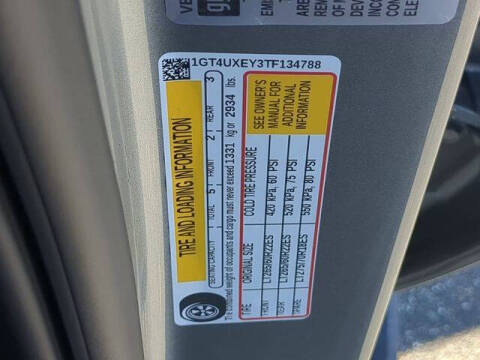 1GT4UXEY3TF134788
TIRE AND LOADING INFORMATION
SEATING CAPACITY TOTAL 5 FRONT 2 REAR 3
The combined weight of occupants and cargo must never exceed 1331 kg or 2934 lbs.
TIRE ORIGINAL SIZE COLD TIRE PRESSURE
FRONT LT265/60R22ES 420 KPA, 60 PSI
REAR LT265/60R22ES 520 KPA, 75 PSI
SPARE LT275/70R18ES 550 KPA, 80 PSI
SEE OWNER'S
MANUAL FOR
ADDITIONAL
INFORMATION